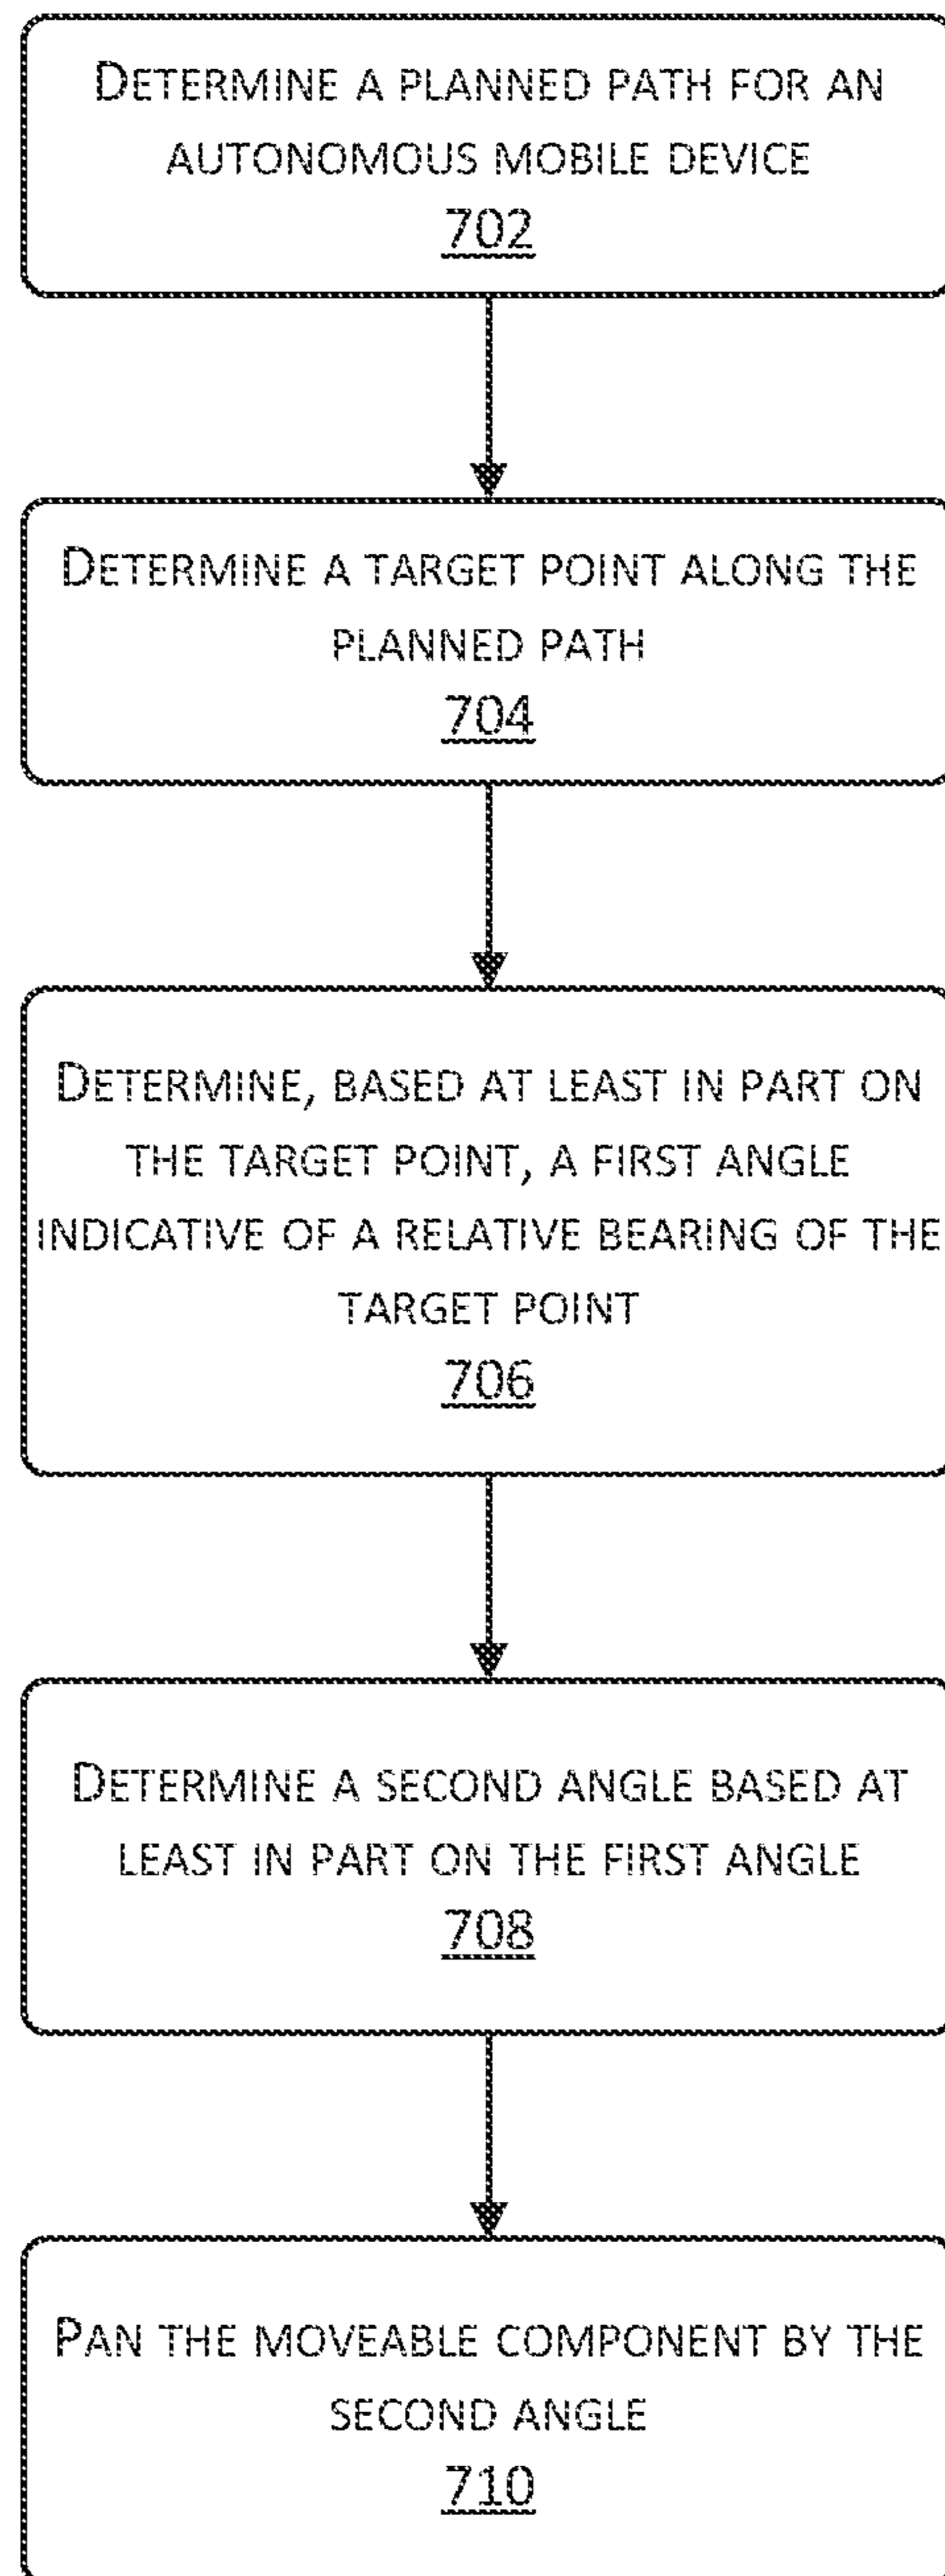 DETERMINE A PLANNED PATH FOR AN
AUTONOMOUS MOBILE DEVICE
702
DETERMINE A TARGET POINT ALONG THE
PLANNED PATH
704
DETERMINE, BASED AT LEAST IN PART ON
THE TARGET POINT, A FIRST ANGLE
INDICATIVE OF A RELATIVE BEARING OF THE
TARGET POINT
706
DETERMINE A SECOND ANGLE BASED AT
LEAST IN PART ON THE FIRST ANGLE
708
PAN THE MOVEABLE COMPONENT BY THE
SECOND ANGLE
710